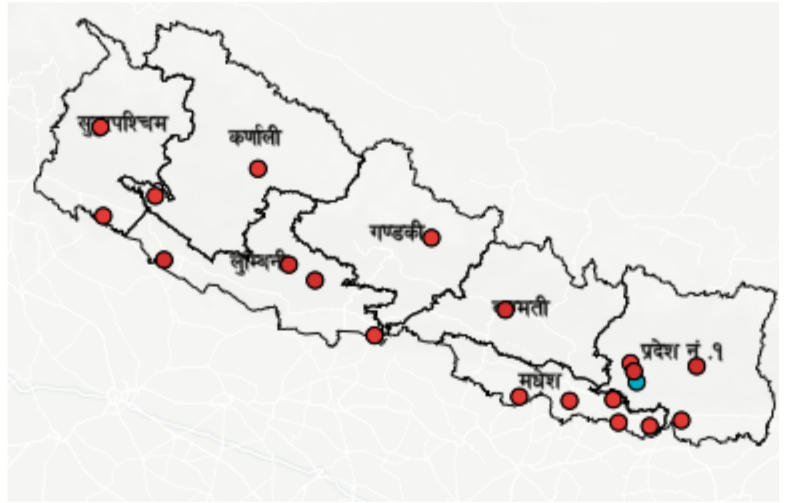 कर्णाली
गण्डकी
लुम्बिनी
प्रदेश नं .१
मधेश